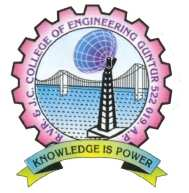 R.V.R. & J.C. COLLEGE OF ENGINEERING GUNTUR 522 019 A.P.
KNOWLEDGE IS POWER